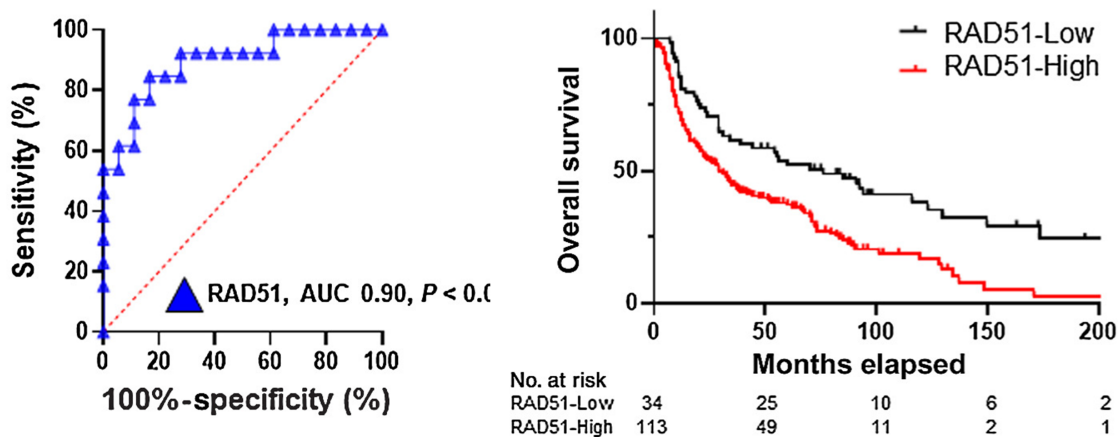 Sensitivity (%)
100
80
60
40
20
0
RAD51, AUC 0.90, P < 0.0
0 20 40 60 80 100
100%-specificity (%)
Overall survival
100
50
0
RAD51-Low
RAD51-High
0 50 100 150 200
Months elapsed
No. at risk
RAD51-Low 34 25 10 6 2
RAD51-High 113 49 11 2 1